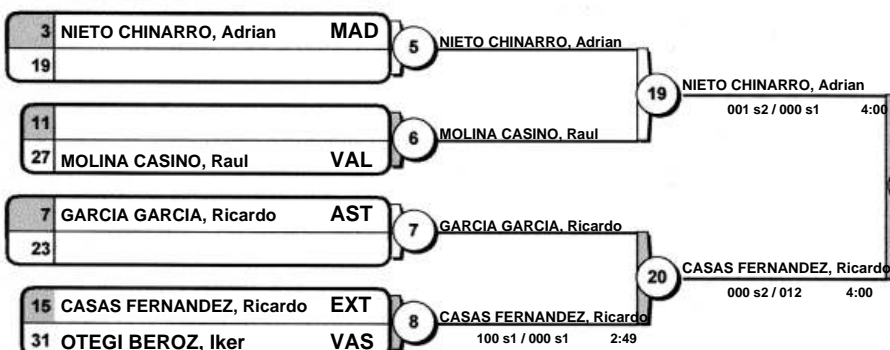 3 NIETO CHINARRO, Adrian MAD
19
5
NIETO CHINARRO, Adrian
11
27 MOLINA CASINO, Raul VAL
6
MOLINA CASINO, Raul
19
NIETO CHINARRO, Adrian
001 s2 / 000 s1 4:00
7 GARCIA GARCIA, Ricardo AST
23
7
GARCIA GARCIA, Ricardo
15 CASAS FERNANDEZ, Ricardo EXT
31 OTEGI BEROZ, Iker VAS
8
CASAS FERNANDEZ, Ricardo
100 s1 / 000 s1 2:49
20
CASAS FERNANDEZ, Ricardo
000 s2 / 012 4:00